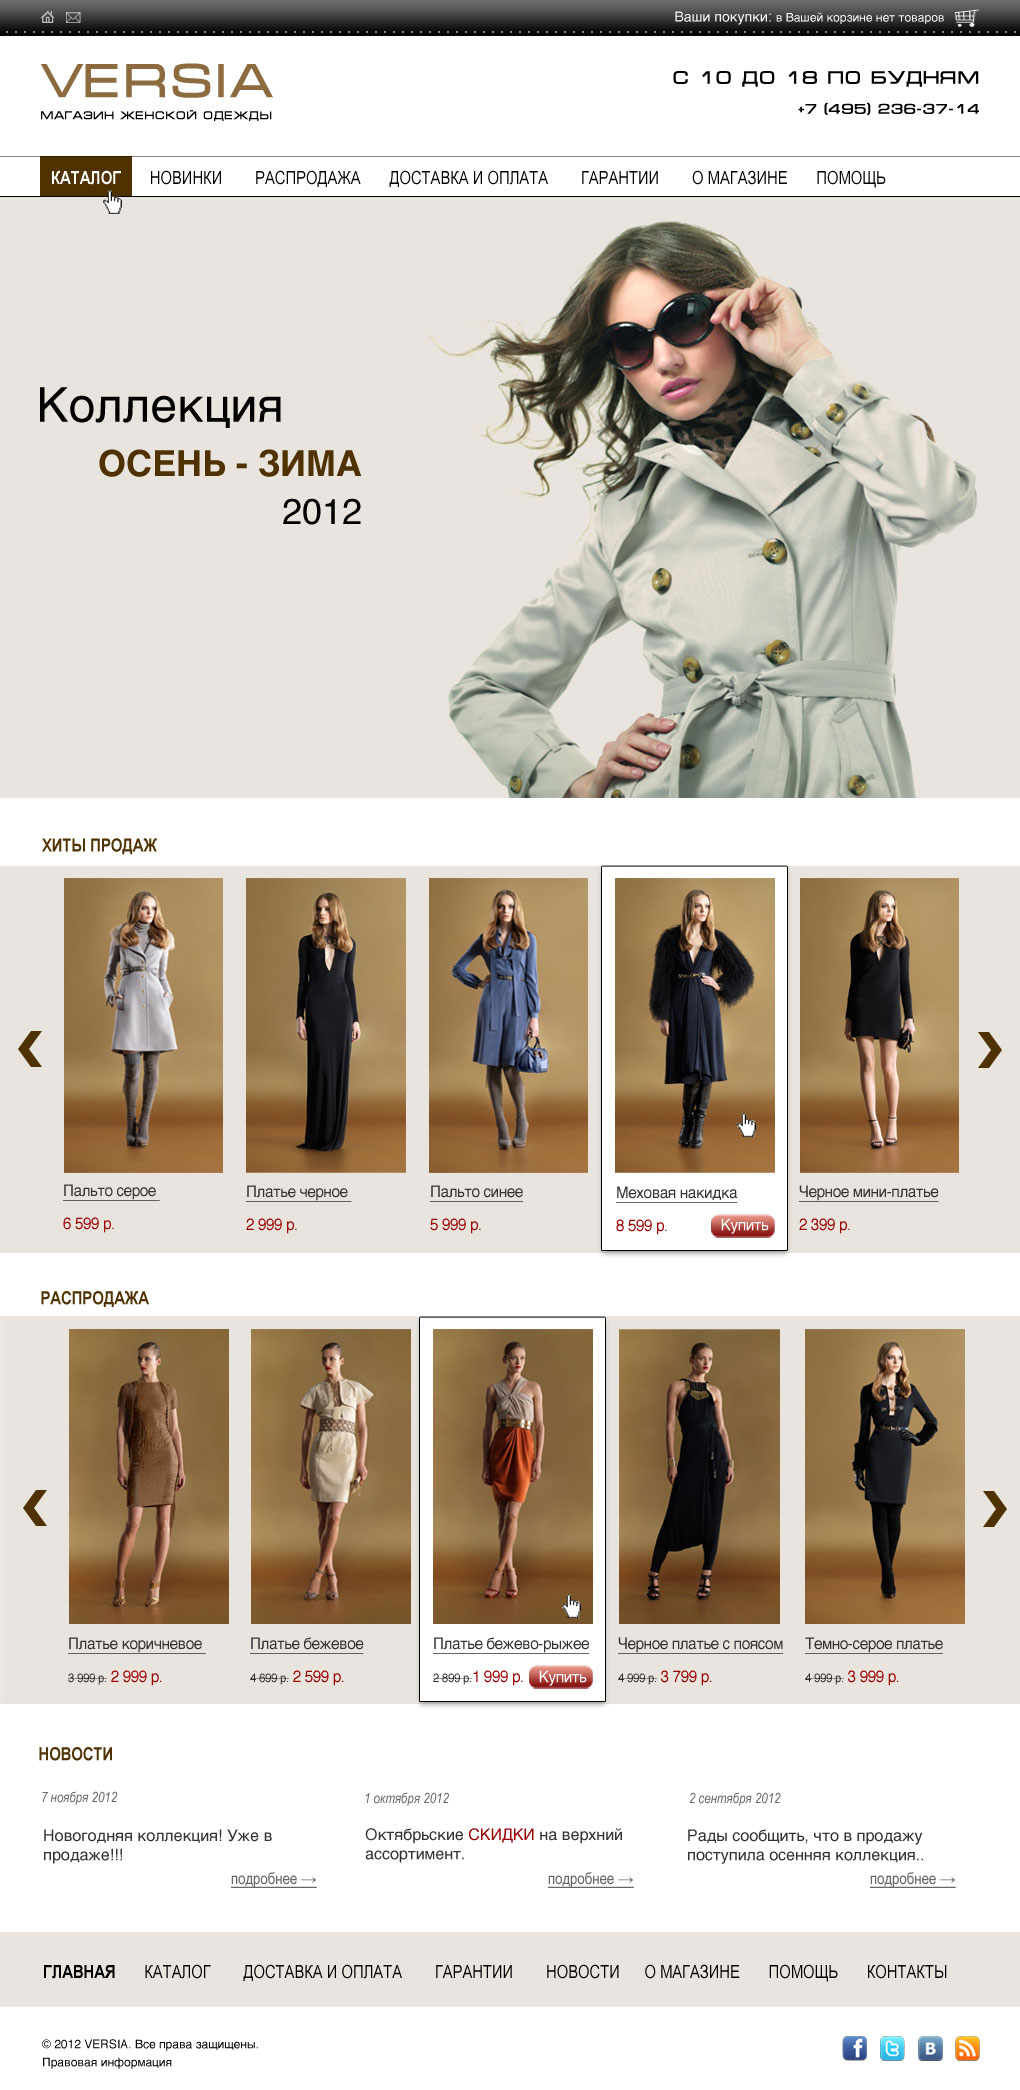 Ваши покупки: в Вашей корзине нет товаров
VERSIA
МАГАЗИН ЖЕНСКОЙ ОДЕЖДЫ
С 10 ДО 18 ПО БУДНЯМ
+7 (495) 236-37-14
КАТАЛОГ НОВИНКИ РАСПРОДАЖА ДОСТАВКА И ОПЛАТА ГАРАНТИИ О МАГАЗИНЕ ПОМОЩЬ
Коллекция
ОСЕНЬ - ЗИМА
2012
ХИТЫ ПРОДАЖ
Пальто серое Платье черное Пальто синее Меховая накидка Черное мини-платье
6 599 р. 2 999 р. 5 999 р. 8 599 р. Купить 2 399 р.
РАСПРОДАЖА
Платье коричневое Платье бежевое Платье бежево-рыжее Черное платье с поясом Темно-серое платье
3 999 р. 2 999 р. 4 699 р. 2 599 р. 2 899 р. 1 999 р. Купить 4 999 р. 3 799 р. 4 999 р. 3 999 р.
НОВОСТИ
7 ноября 2012
Новогодняя коллекция! Уже в
продаже!!!
подробнее →
1 октября 2012
Октябрьские СКИДКИ на верхний
ассортимент.
подробнее →
2 сентября 2012
Рады сообщить, что в продажу
поступила осенняя коллекция..
подробнее →
ГЛАВНАЯ КАТАЛОГ ДОСТАВКА И ОПЛАТА ГАРАНТИИ НОВОСТИ О МАГАЗИНЕ ПОМОЩЬ КОНТАКТЫ
© 2012 VERSIA. Все права защищены.
Правовая информация